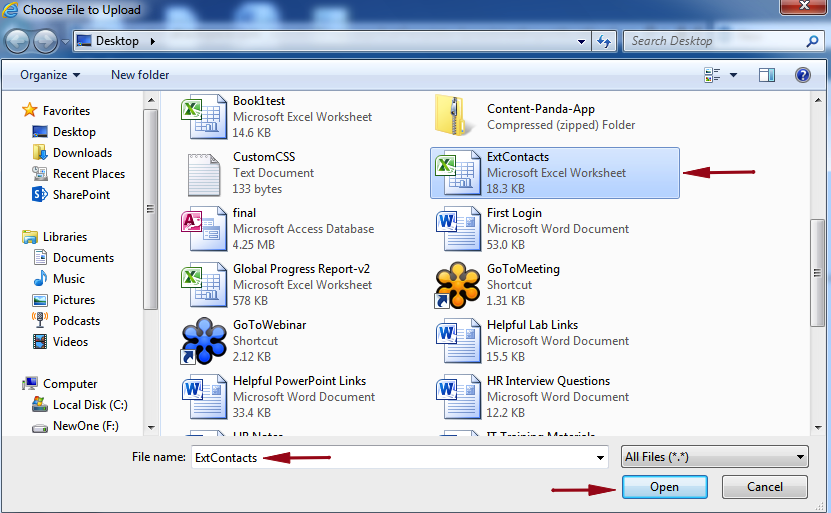 Choose File to Upload
Desktop
Search Desktop
Organize
New folder
Favorites
Desktop
Downloads
Recent Places
SharePoint
Libraries
Documents
Music
Pictures
Podcasts
Videos
Computer
Local Disk (C:)
NewOne (F:)
Book1test
Microsoft Excel Worksheet
14.6 KB
Content-Panda-App
Compressed (zipped) Folder
CustomCSS
Text Document
133 bytes
ExtContacts
Microsoft Excel Worksheet
18.3 KB
final
Microsoft Access Database
4.25 MB
First Login
Microsoft Word Document
53.0 KB
Global Progress Report-v2
Microsoft Excel Worksheet
578 KB
GoToMeeting
Shortcut
1.31 KB
GoToWebinar
Shortcut
2.12 KB
Helpful Lab Links
Microsoft Word Document
15.5 KB
Helpful PowerPoint Links
Microsoft Word Document
33.4 KB
HR Interview Questions
Microsoft Word Document
12.2 KB
HR Notes
IT Training Materials
File name:
ExtContacts
All Files (*.*)
Open
Cancel